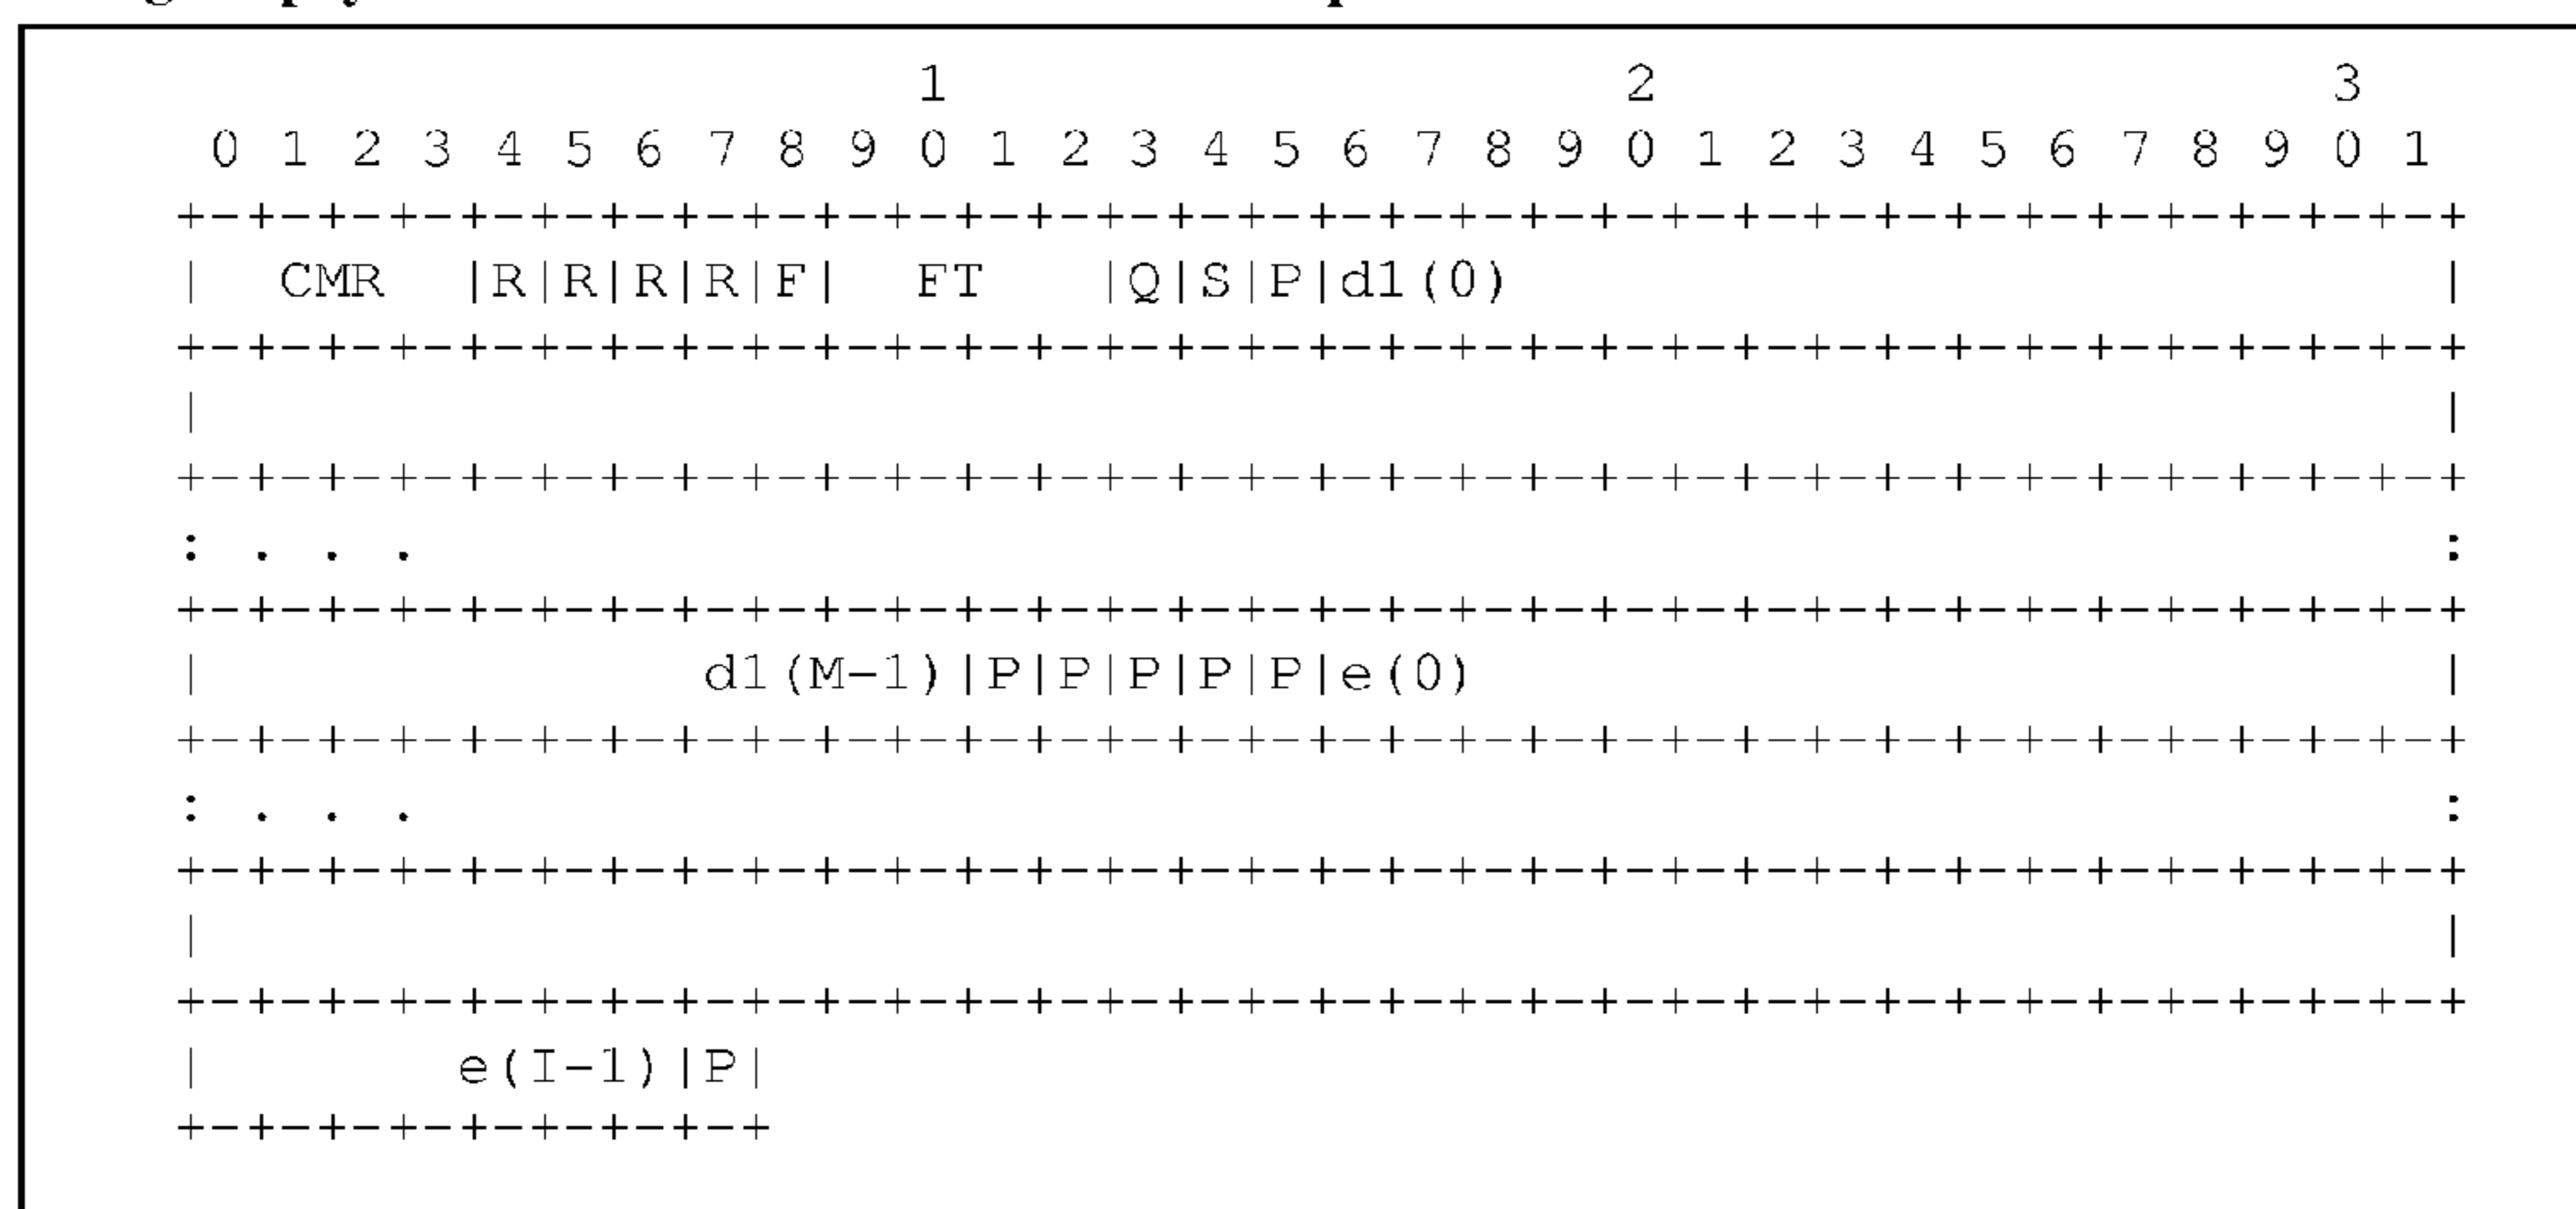 1                   2                   3
  0 1 2 3 4 5 6 7 8 9 0 1 2 3 4 5 6 7 8 9 0 1 2 3 4 5 6 7 8 9 0 1
 +-+-+-+-+-+-+-+-+-+-+-+-+-+-+-+-+-+-+-+-+-+-+-+-+-+-+-+-+-+-+-+-+
 |  CMR  |R|R|R|R|F|  FT   |Q|S|P|d1(0)                          |
 +-+-+-+-+-+-+-+-+-+-+-+-+-+-+-+-+-+-+-+-+-+-+-+-+-+-+-+-+-+-+-+-+
 |                                                               |
 +-+-+-+-+-+-+-+-+-+-+-+-+-+-+-+-+-+-+-+-+-+-+-+-+-+-+-+-+-+-+-+-+
 : . . .                                                         :
 +-+-+-+-+-+-+-+-+-+-+-+-+-+-+-+-+-+-+-+-+-+-+-+-+-+-+-+-+-+-+-+-+
 |              d1(M-1)|P|P|P|P|P|e(0)                           |
 +-+-+-+-+-+-+-+-+-+-+-+-+-+-+-+-+-+-+-+-+-+-+-+-+-+-+-+-+-+-+-+-+
 : . . .                                                         :
 +-+-+-+-+-+-+-+-+-+-+-+-+-+-+-+-+-+-+-+-+-+-+-+-+-+-+-+-+-+-+-+-+
 |                                                               |
 +-+-+-+-+-+-+-+-+-+-+-+-+-+-+-+-+-+-+-+-+-+-+-+-+-+-+-+-+-+-+-+-+
 |       e(I-1)|P|
 +-+-+-+-+-+-+-+-+